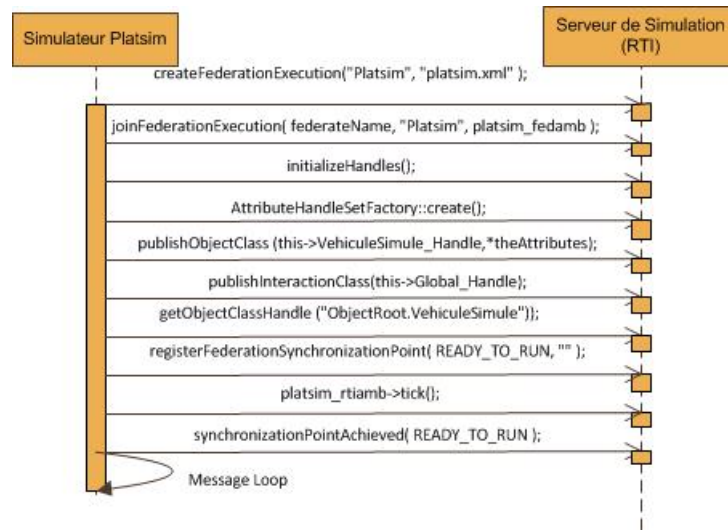 Simulateur Platsim
Serveur de Simulation
(RTI)
createFederationExecution("Platsim", "platsim.xml" );
joinFederationExecution( federateName, "Platsim", platsim_fedamb );
initializeHandles();
AttributeHandleSetFactory::create();
publishObjectClass (this->VehiculeSimule_Handle,*theAttributes);
publishInteractionClass(this->Global_Handle);
getObjectClassHandle ("ObjectRoot.VehiculeSimule"));
registerFederationSynchronizationPoint( READY_TO_RUN, "" );
platsim_rtiamb->tick();
synchronizationPointAchieved( READY_TO_RUN );
Message Loop